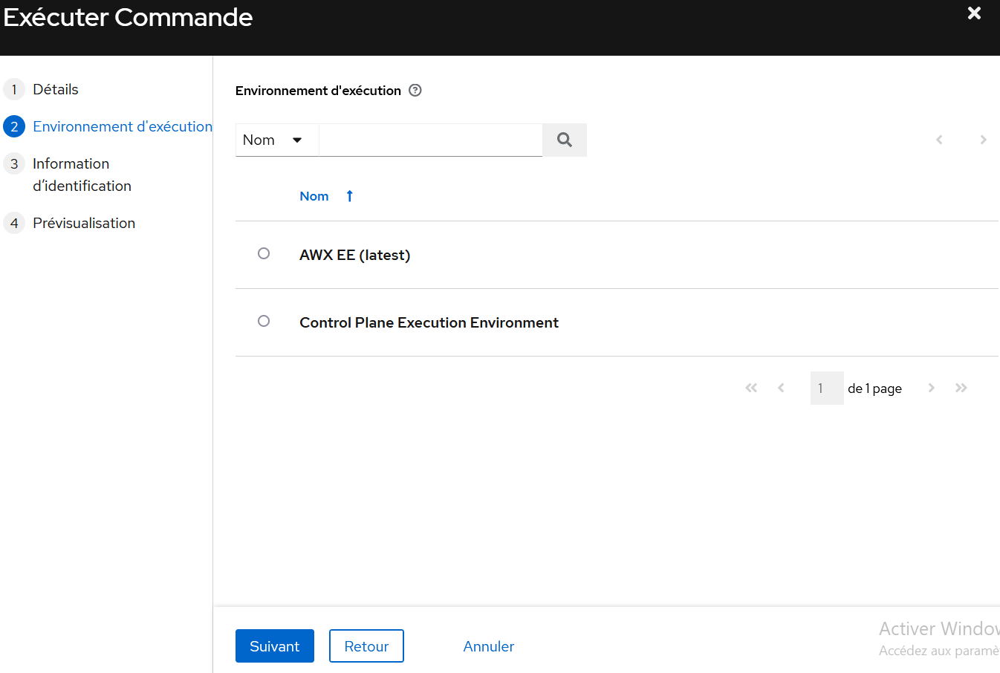 Exécuter Commande
1 Détails
2 Environnement d'exécution
3 Information
d’identification
4 Prévisualisation
Environnement d'exécution
Nom
Nom
AWX EE (latest)
Control Plane Execution Environment
1 de 1 page
Suivant Retour Annuler
Activer Window
Accédez aux paramè